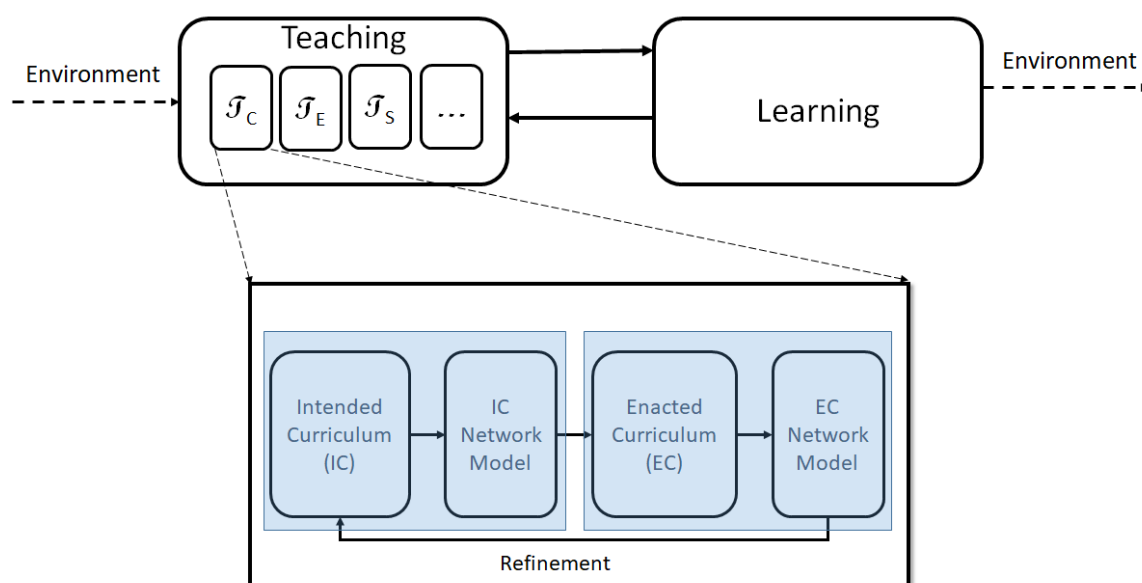 Teaching
Environment
Environment
𝒯C
𝒯E
𝒯S
...
Learning
Intended
Curriculum
(IC)
IC
Network
Model
Enacted
Curriculum
(EC)
EC
Network
Model
Refinement